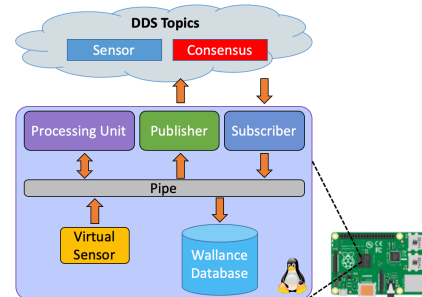 DDS Topics
Sensor
Consensus
Processing Unit
Publisher
Subscriber
Pipe
Virtual
Sensor
Wallance
Database